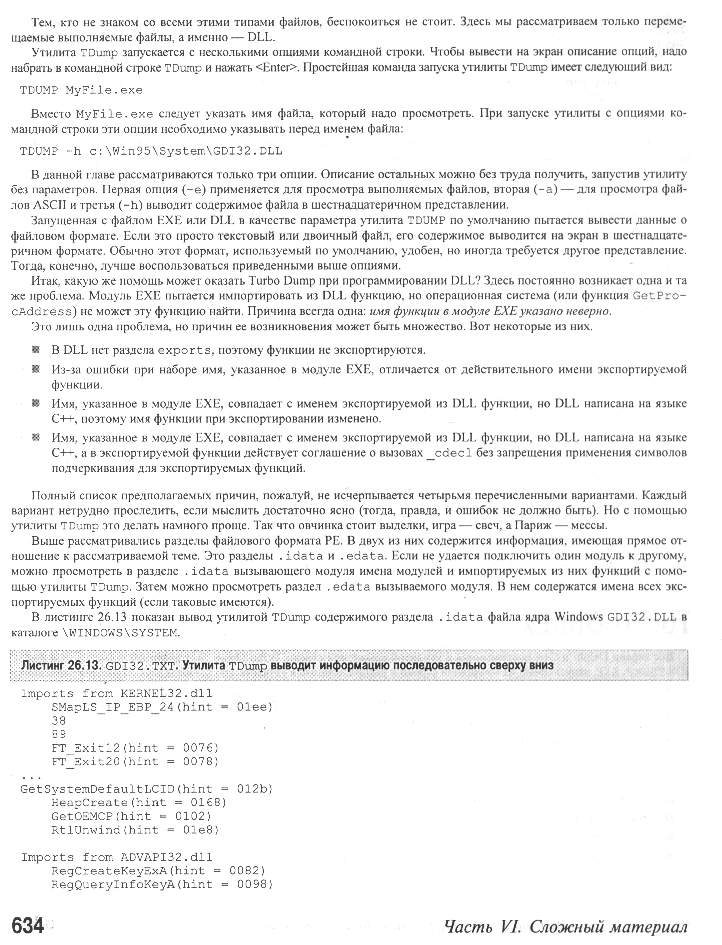 Тем, кто не знаком со всеми этими типами файлов, беспокоиться не стоит. Здесь мы рассматриваем только переме-
щаемые выполняемые файлы, а именно — DLL.
Утилита TDump запускается с несколькими опциями командной строки. Чтобы вывести на экран описание опций, надо
набрать в командной строке TDump и нажать <Enter>. Простейшая команда запуска утилиты TDump имеет следующий вид:
TDUMP MyFile.exe
Вместо MyFile.exe следует указать имя файла, который надо просмотреть. При запуске утилиты с опциями ко-
мандной строки эти опции необходимо указывать перед именем файла:
TDUMP -h c:\Win95\System\GDI32.DLL
В данной главе рассматриваются только три опции. Описание остальных можно без труда получить, запустив утилиту
без параметров. Первая опция (-e) применяется для просмотра выполняемых файлов, вторая (-a) — для просмотра фай-
лов ASCII и третья (-h) выводит содержимое файла в шестнадцатеричном представлении.
Запущенная с файлом EXE или DLL в качестве параметра утилита TDUMP по умолчанию пытается вывести данные о
файловом формате. Если это просто текстовый или двоичный файл, его содержимое выводится на экран в шестнадцате-
ричном формате. Обычно этот формат, используемый по умолчанию, удобен, но иногда требуется другое представление.
Тогда, конечно, лучше воспользоваться приведенными выше опциями.
Итак, какую же помощь может оказать Turbo Dump при программировании DLL? Здесь постоянно возникает одна и та
же проблема. Модуль EXE пытается импортировать из DLL функцию, но операционная система (или функция GetPro-
cAddress) не может эту функцию найти. Причина всегда одна: имя функции в модуле EXE указано неверно.
Это лишь одна проблема, но причин ее возникновения может быть множество. Вот некоторые из них.
В DLL нет раздела exports, поэтому функции не экспортируются.
Из-за ошибки при наборе имя, указанное в модуле EXE, отличается от действительного имени экспортируемой
функции.
Имя, указанное в модуле EXE, совпадает с именем экспортируемой из DLL функции, но DLL написана на языке
C++, поэтому имя функции при экспортировании изменено.
Имя, указанное в модуле EXE, совпадает с именем экспортируемой из DLL функции, но DLL написана на языке
C++, а в экспортируемой функции действует соглашение о вызовах _cdecl без запрещения применения символов
подчеркивания для экспортируемых функций.
Полный список предполагаемых причин, пожалуй, не исчерпывается четырьмя перечисленными вариантами. Каждый
вариант нетрудно проследить, если мыслить достаточно ясно (тогда, правда, и ошибок не должно быть). Но с помощью
утилиты TDump это делать намного проще. Так что овчинка стоит выделки, игра — свеч, а Париж — мессы.
Выше рассматривались разделы файлового формата PE. В двух из них содержится информация, имеющая прямое от-
ношение к рассматриваемой теме. Это разделы .idata и .edata. Если не удается подключить один модуль к другому,
можно просмотреть в разделе .idata вызывающего модуля имена модулей и импортируемых из них функций с помо-
щью утилиты TDump. Затем можно просмотреть раздел .edata вызываемого модуля. В нем содержатся имена всех экс-
портируемых функций (если таковые имеются).
В листинге 26.13 показан вывод утилитой TDump содержимого раздела .idata файла ядра Windows GDI32.DLL в
каталоге \WINDOWS\SYSTEM.
Листинг 26.13. GDI32.TXT. Утилита TDump выводит информацию последовательно сверху вниз
Imports from KERNEL32.dll
SMapLS_IP_EBP_24(hint = 01ee)
38
89
FT_Exit12(hint = 0076)
FT_Exit20(hint = 0078)
...
GetSystemDefaultLCID(hint = 012b)
HeapCreate(hint = 0168)
GetOEMCP(hint = 0102)
RtlUnwind(hint = 01e8)
Imports from ADVAPI32.dll
RegCreateKeyExA(hint = 0082)
RegQueryInfoKeyA(hint = 0098)
634
Часть VI. Сложный материал